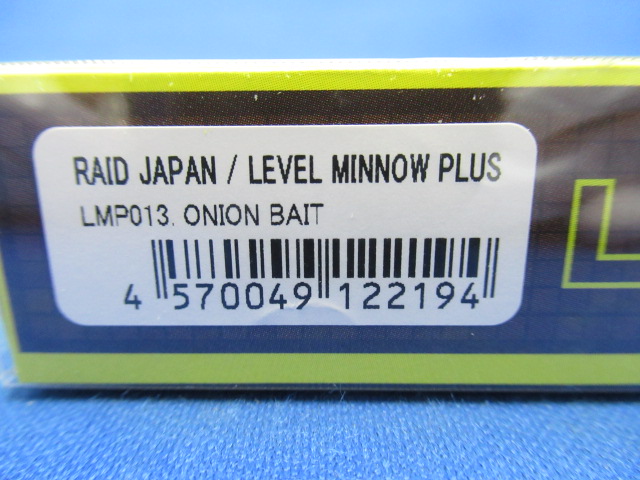 RAID JAPAN / LEVEL MINNOW PLUS
LMP013. ONION BAIT
4 570049 122194